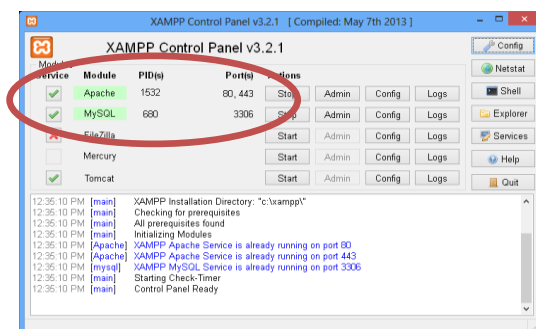 XAMPP Control Panel v3.2.1 [ Compiled: May 7th 2013 ]
XAMPP Control Panel v3.2.1
Config
Modules
Service Module PID(s) Port(s) Actions
Netstat
Apache 1532 80, 443 Stop Admin Config Logs
Shell
MySQL 680 3306 Stop Admin Config Logs
Explorer
FileZilla Start Admin Config Logs
Services
Mercury Start Admin Config Logs
Help
Tomcat Start Admin Config Logs
Quit
12:35:10 PM [main] XAMPP Installation Directory: "c:\xampp\"
12:35:10 PM [main] Checking for prerequisites
12:35:10 PM [main] All prerequisites found
12:35:10 PM [main] Initializing Modules
12:35:10 PM [Apache] XAMPP Apache Service is already running on port 80
12:35:10 PM [Apache] XAMPP Apache Service is already running on port 443
12:35:10 PM [mysql] XAMPP MySQL Service is already running on port 3306
12:35:10 PM [main] Starting Check-Timer
12:35:10 PM [main] Control Panel Ready